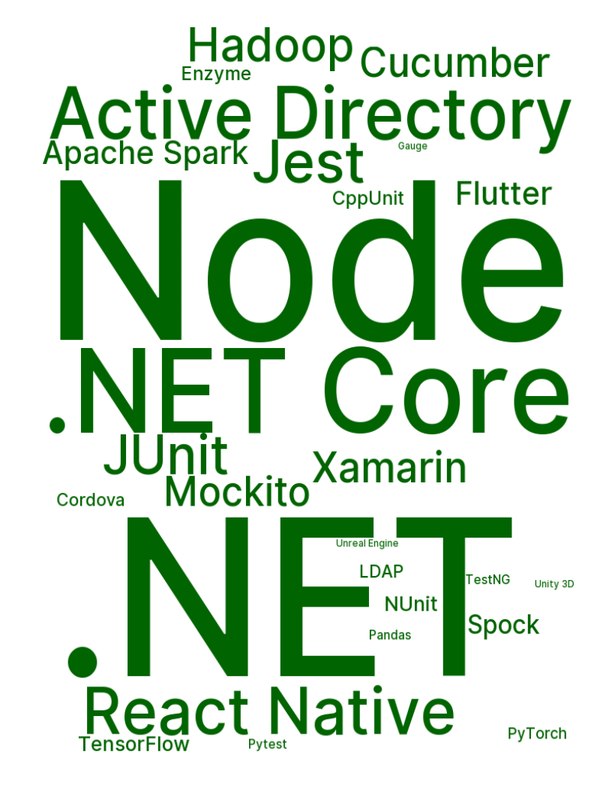 Hadoop
Cucumber
Enzyme
Active Directory
Apache Spark
Jest
Gauge
CppUnit
Flutter
Node
.NET Core
JUnit
Xamarin
Mockito
Cordova
.NET
Unreal Engine
LDAP
TestNG
Unity 3D
NUnit
Spock
Pandas
React Native
PyTorch
TensorFlow
Pytest